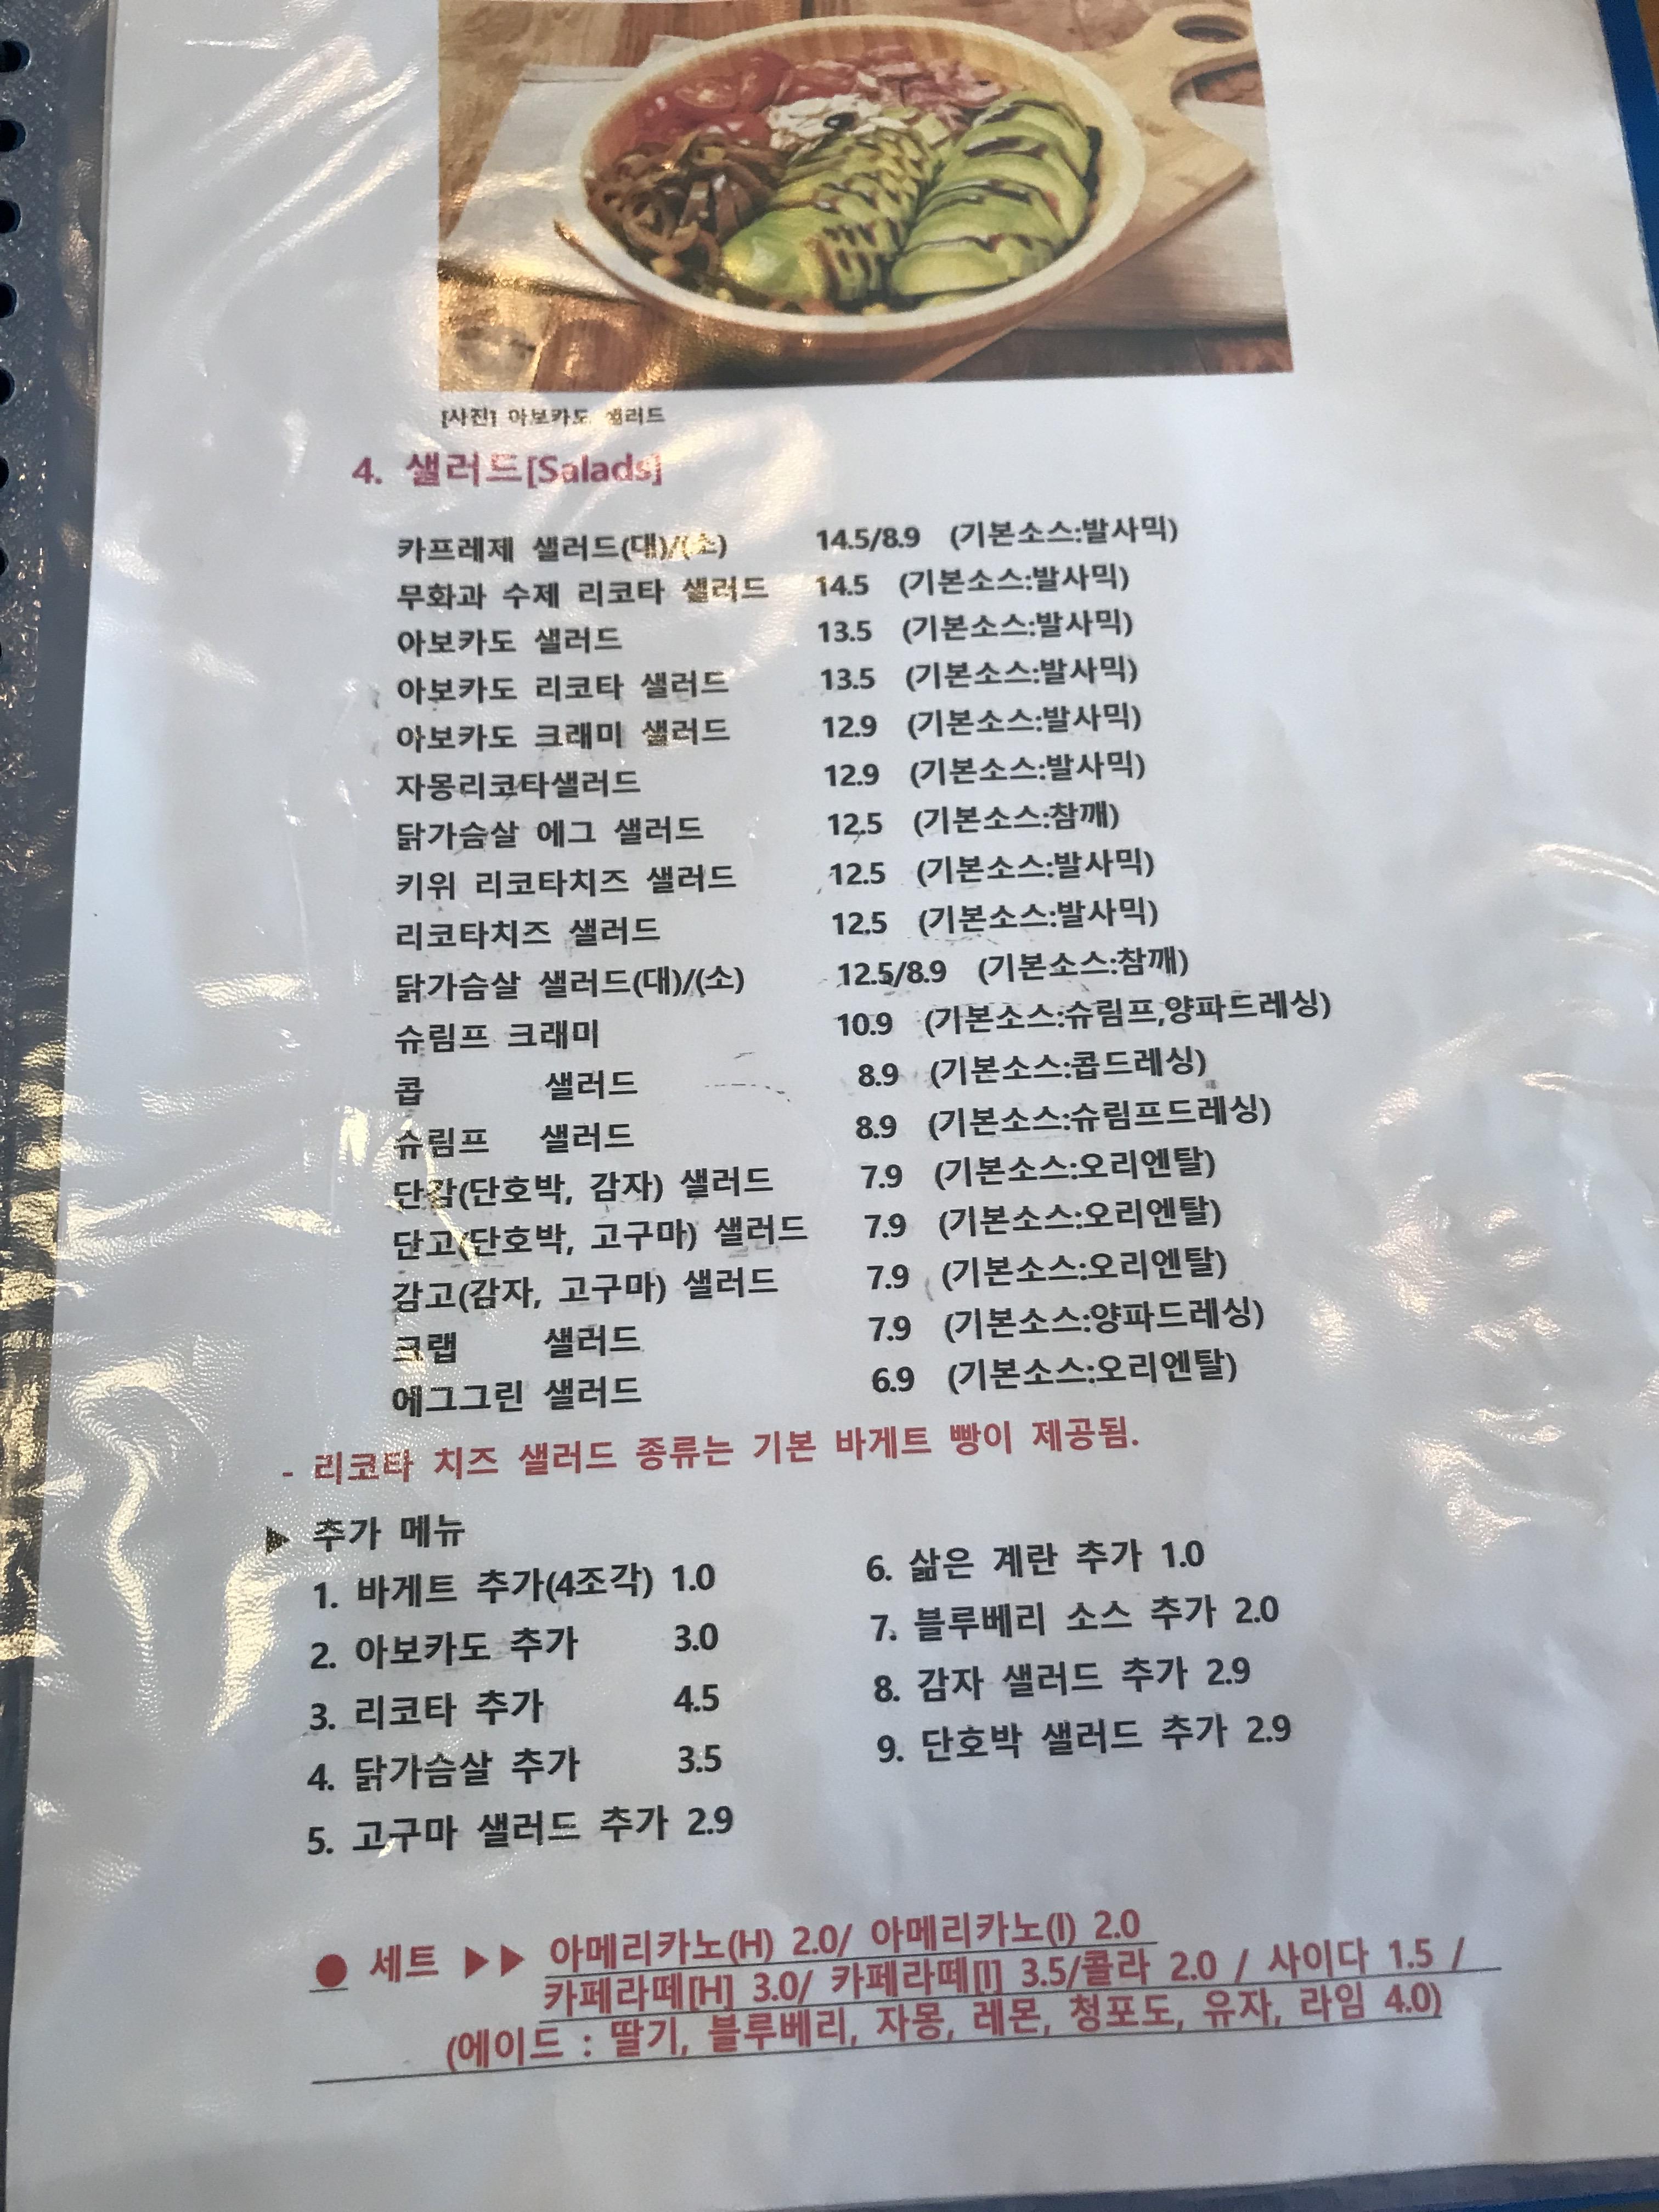 [사진] 아보카도 샐러드
4. 샐러드[Salads]
카프레제 샐러드(대)/(소) 14.5/8.9 (기본소스:발사믹)
무화과 수제 리코타 샐러드 14.5 (기본소스:발사믹)
아보카도 샐러드 13.5 (기본소스:발사믹)
아보카도 리코타 샐러드 13.5 (기본소스:발사믹)
아보카도 크래미 샐러드 12.9 (기본소스:발사믹)
자몽리코타샐러드 12.9 (기본소스:발사믹)
닭가슴살 에그 샐러드 12.5 (기본소스:참깨)
키위 리코타치즈 샐러드 12.5 (기본소스:발사믹)
리코타치즈 샐러드 12.5 (기본소스:발사믹)
닭가슴살 샐러드(대)/(소) 12.5/8.9 (기본소스:참깨)
슈림프 크래미 10.9 (기본소스:슈림프,양파드레싱)
콥 샐러드 8.9 (기본소스:콥드레싱)
슈림프 샐러드 8.9 (기본소스:슈림프드레싱)
단감(단호박, 감자) 샐러드 7.9 (기본소스:오리엔탈)
단고(단호박, 고구마) 샐러드 7.9 (기본소스:오리엔탈)
감고(감자, 고구마) 샐러드 7.9 (기본소스:오리엔탈)
크랩 샐러드 7.9 (기본소스:양파드레싱)
에그그린 샐러드 6.9 (기본소스:오리엔탈)
- 리코타 치즈 샐러드 종류는 기본 바게트 빵이 제공됨.
▶ 추가 메뉴
1. 바게트 추가(4조각) 1.0
2. 아보카도 추가 3.0
3. 리코타 추가 4.5
4. 닭가슴살 추가 3.5
5. 고구마 샐러드 추가 2.9
6. 삶은 계란 추가 1.0
7. 블루베리 소스 추가 2.0
8. 감자 샐러드 추가 2.9
9. 단호박 샐러드 추가 2.9
● 세트 ▶▶ 아메리카노(H) 2.0/ 아메리카노(I) 2.0
카페라떼[H] 3.0/ 카페라떼[I] 3.5/콜라 2.0 / 사이다 1.5 /
(에이드 : 딸기, 블루베리, 자몽, 레몬, 청포도, 유자, 라임 4.0)